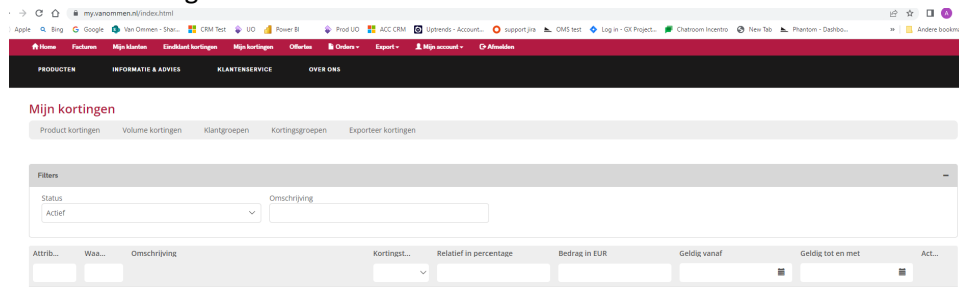 my.vanommen.nl/index.html
Apple Bing Google Van Ommen - Shar... CRM Test UO Power BI Prod UO ACC CRM Uptrends - Account... support jira OMS test Log in - GX Project... Chatroom Incentro New Tab Phantom - Dashbo... » Andere bookma
Home Facturen Mijn klanten Eindklant kortingen Mijn kortingen Offertes Orders Export Mijn account Afmelden
PRODUCTEN INFORMATIE & ADVIES KLANTENSERVICE OVER ONS
Mijn kortingen
Product kortingen Volume kortingen Klantgroepen Kortingsgroepen Exporteer kortingen
Filters
Status Omschrijving
Actief
Attrib... Waa... Omschrijving Kortingst... Relatief in percentage Bedrag in EUR Geldig vanaf Geldig tot en met Act...